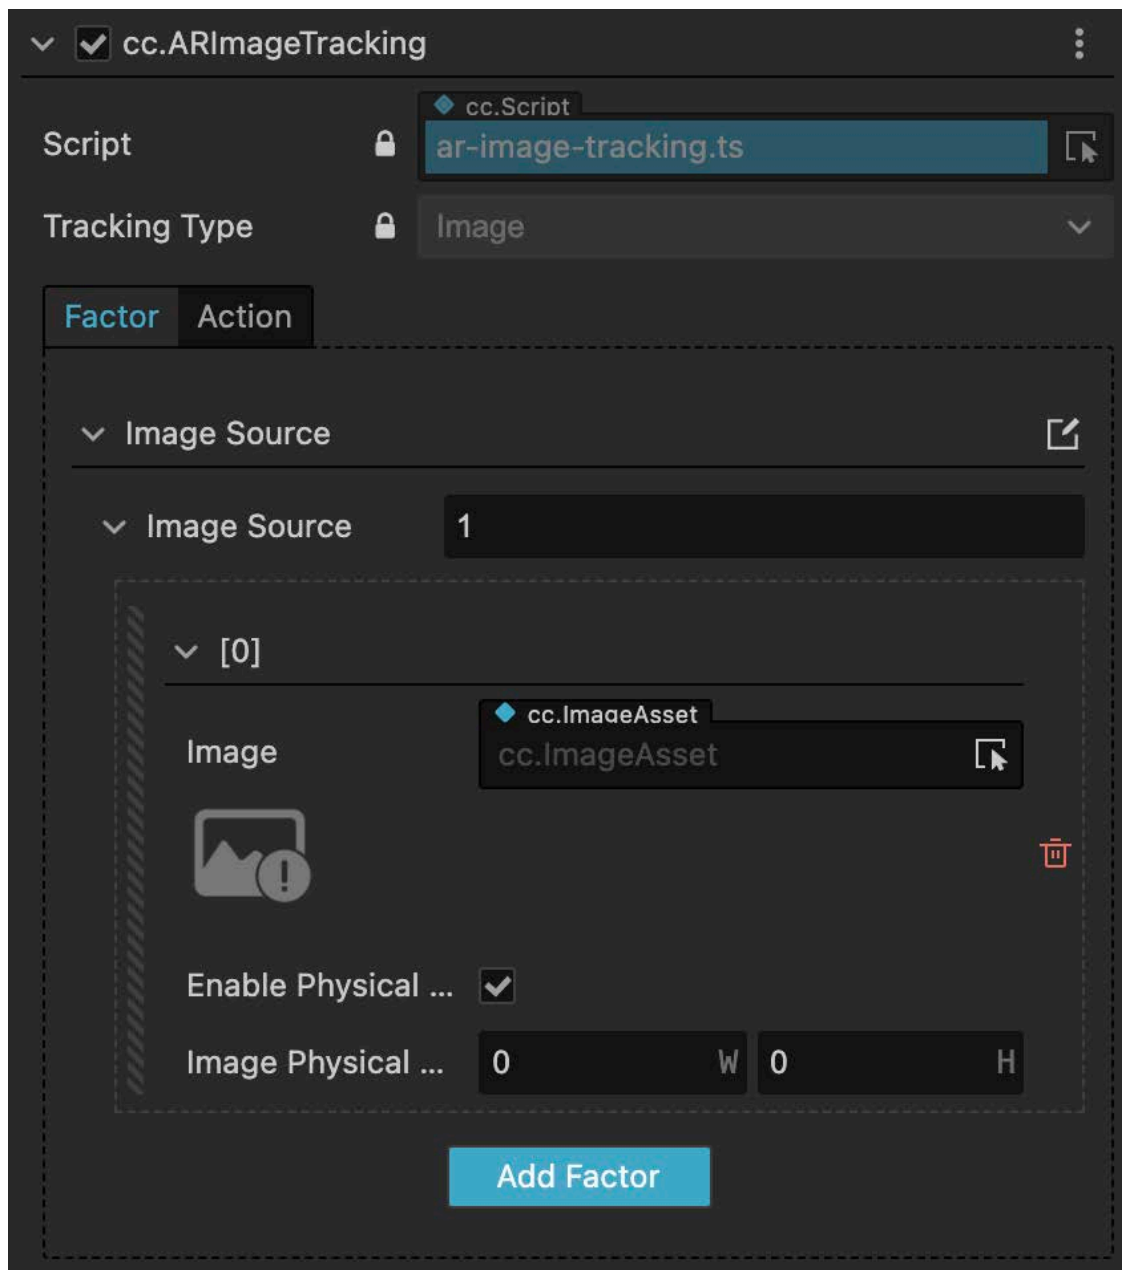 cc.ARImageTracking
cc.Script
Script
ar-image-tracking.ts
Tracking Type
Image
Factor
Action
Image Source
Image Source
1
[0]
cc.ImageAsset
Image
cc.ImageAsset
Enable Physical ...
Image Physical ...
0
W
0
H
Add Factor